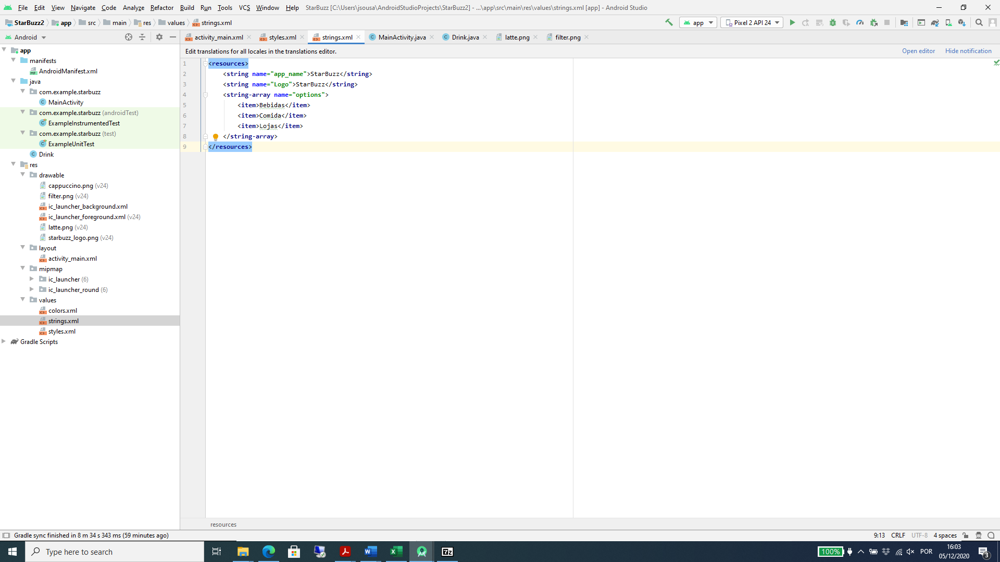 File Edit View Navigate Code Analyze Refactor Build Run Tools VCS Window Help StarBuzz [C:\Users\jsousa\AndroidStudioProjects\StarBuzz2] - ...\app\src\main\res\values\strings.xml [app] - Android Studio
StarBuzz2 app src main res values strings.xml app Pixel 2 API 24
Android activity_main.xml styles.xml strings.xml MainActivity.java Drink.java latte.png filter.png
Edit translations for all locales in the translations editor. Open editor Hide notification
app
manifests
AndroidManifest.xml
java
com.example.starbuzz
MainActivity
com.example.starbuzz (androidTest)
ExampleInstrumentedTest
com.example.starbuzz (test)
ExampleUnitTest
Drink
res
drawable
cappuccino.png (v24)
filter.png (v24)
ic_launcher_background.xml
ic_launcher_foreground.xml (v24)
latte.png (v24)
starbuzz_logo.png (v24)
layout
activity_main.xml
mipmap
ic_launcher (6)
ic_launcher_round (6)
values
colors.xml
strings.xml
styles.xml
Gradle Scripts
1 <resources>
2 <string name="app_name">StarBuzz</string>
3 <string name="Logo">StarBuzz</string>
4 <string-array name="options">
5 <item>Bebidas</item>
6 <item>Comida</item>
7 <item>Lojas</item>
8 </string-array>
9 </resources>
resources
Gradle sync finished in 8 m 34 s 343 ms (59 minutes ago) 9:13 CRLF UTF-8 4 spaces
Type here to search 100% POR 16:03
05/12/2020 3